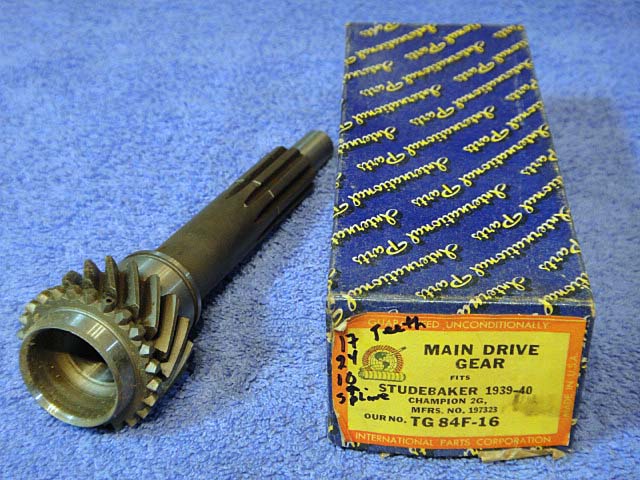 International Parts
GUARANTEED UNCONDITIONALLY
MAIN DRIVE
GEAR
FITS
STUDEBAKER 1939-40
CHAMPION 2G,
MFRS. NO. 197323
OUR NO. TG 84F-16
INTERNATIONAL PARTS CORPORATION
MADE IN U.S.A.
17 Teeth
24
10
Spline